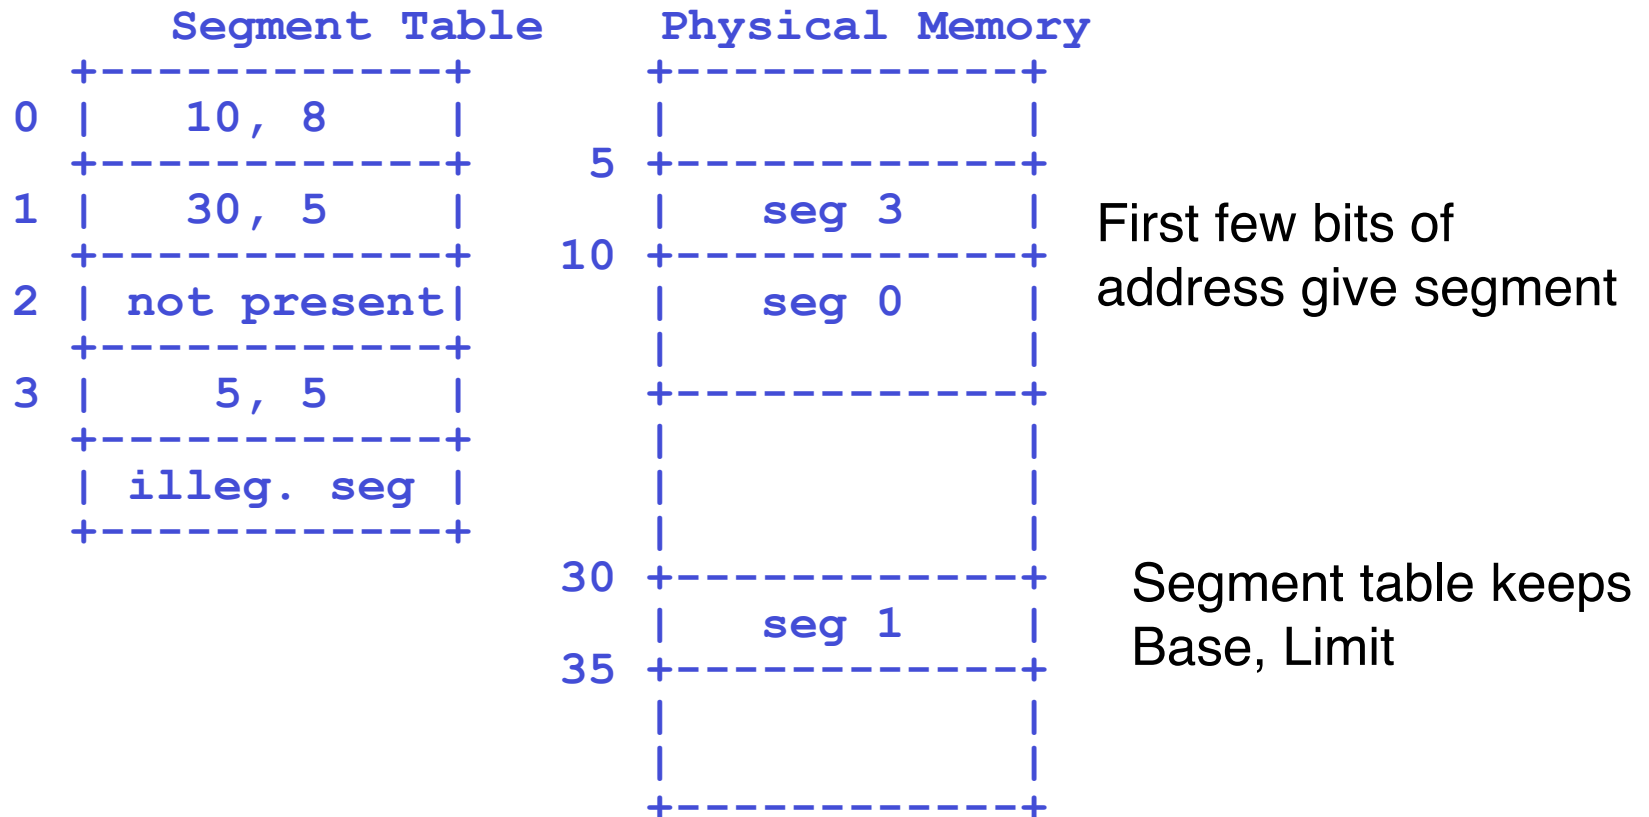 Segment Table Physical Memory
+-------------+ +-------------+
0 | 10, 8 | | |
+-------------+ 5 +-------------+
1 | 30, 5 | | seg 3 |
+-------------+ 10 +-------------+
2 | not present| | seg 0 |
+-------------+ | |
3 | 5, 5 | +-------------+
+-------------+ | |
| illeg. seg | | |
+-------------+ | |
30 +-------------+
| seg 1 |
35 +-------------+
| |
| |
+-------------+
First few bits of
address give segment
Segment table keeps
Base, Limit